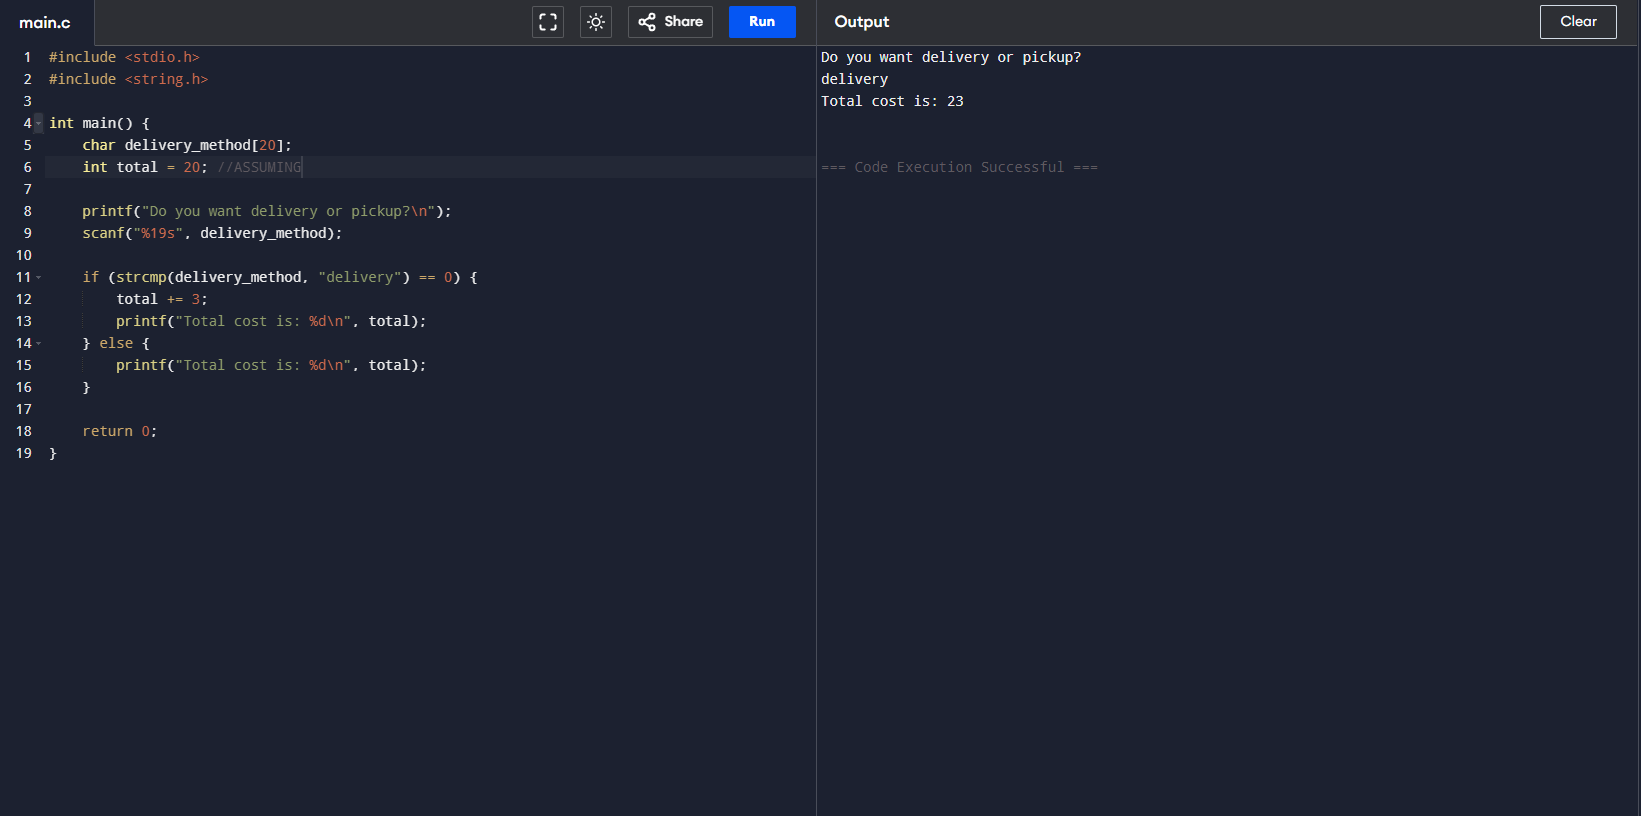 main.c
Share
Run
Output
Clear
1 #include <stdio.h>
2 #include <string.h>
3
4 int main() {
5     char delivery_method[20];
6     int total = 20; //ASSUMING
7
8     printf("Do you want delivery or pickup?\n");
9     scanf("%19s", delivery_method);
10
11     if (strcmp(delivery_method, "delivery") == 0) {
12         total += 3;
13         printf("Total cost is: %d\n", total);
14     } else {
15         printf("Total cost is: %d\n", total);
16     }
17
18     return 0;
19 }
Do you want delivery or pickup?
delivery
Total cost is: 23
=== Code Execution Successful ===